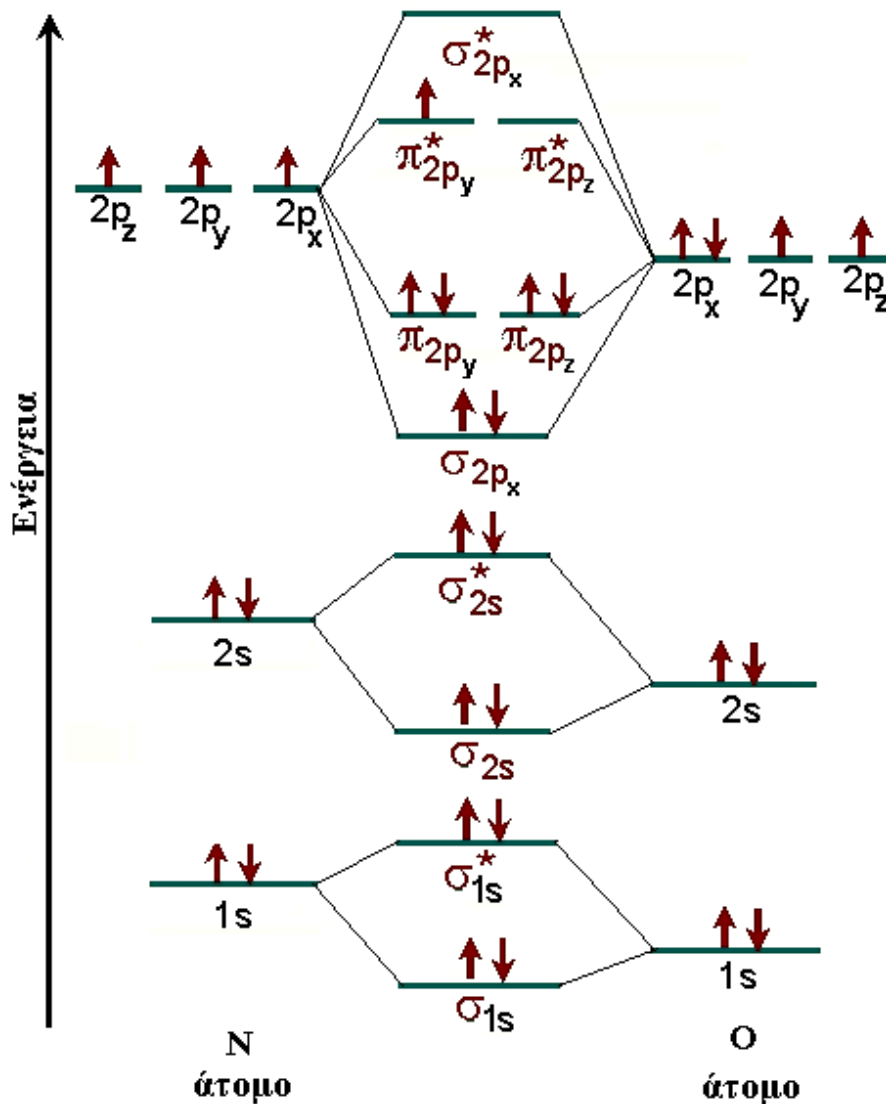 σ*2px
π*2py π*2pz
2pz 2py 2px
2px 2py 2pz
π2py π2pz
σ2px
σ*2s
2s
2s
σ2s
σ*1s
1s
1s
σ1s
Ενέργεια
N
άτομο
O
άτομο